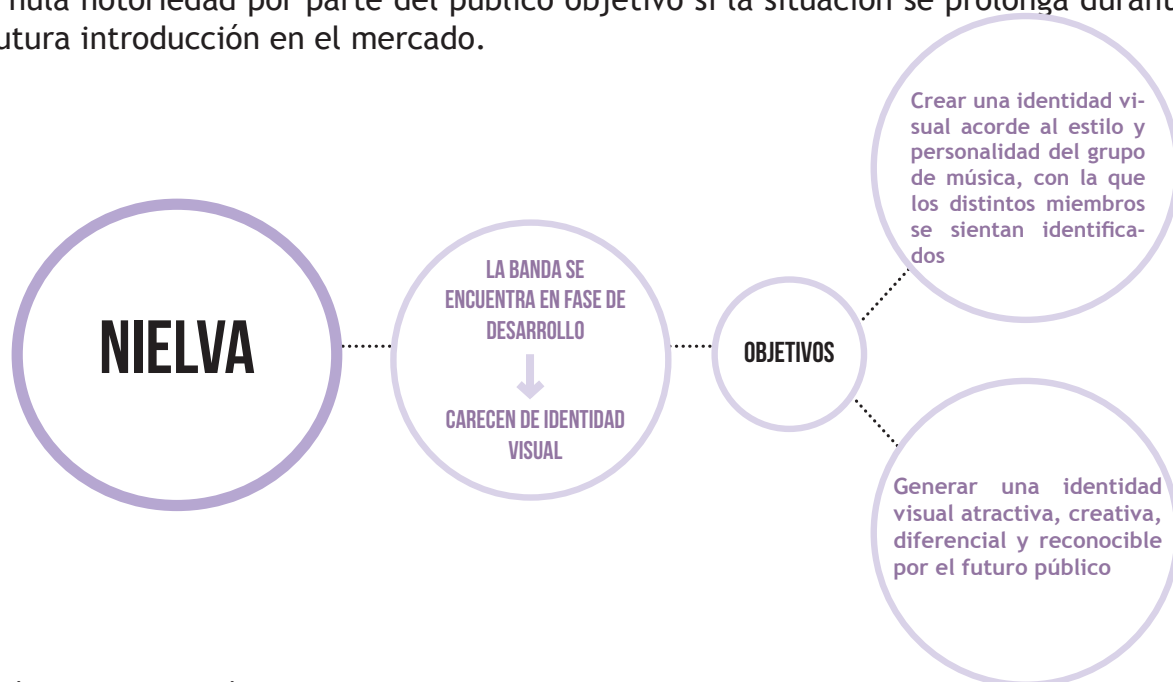 nula notoriedad por parte del público objetivo si la situación se prolonga durant
utura introducción en el mercado.
NIELVA
LA BANDA SE
ENCUENTRA EN FASE DE
DESARROLLO
CARECEN DE IDENTIDAD
VISUAL
OBJETIVOS
Crear una identidad vi-
sual acorde al estilo y
personalidad del grupo
de música, con la que
los distintos miembros
se sientan identifica-
dos
Generar una identidad
visual atractiva, creativa,
diferencial y reconocible
por el futuro público